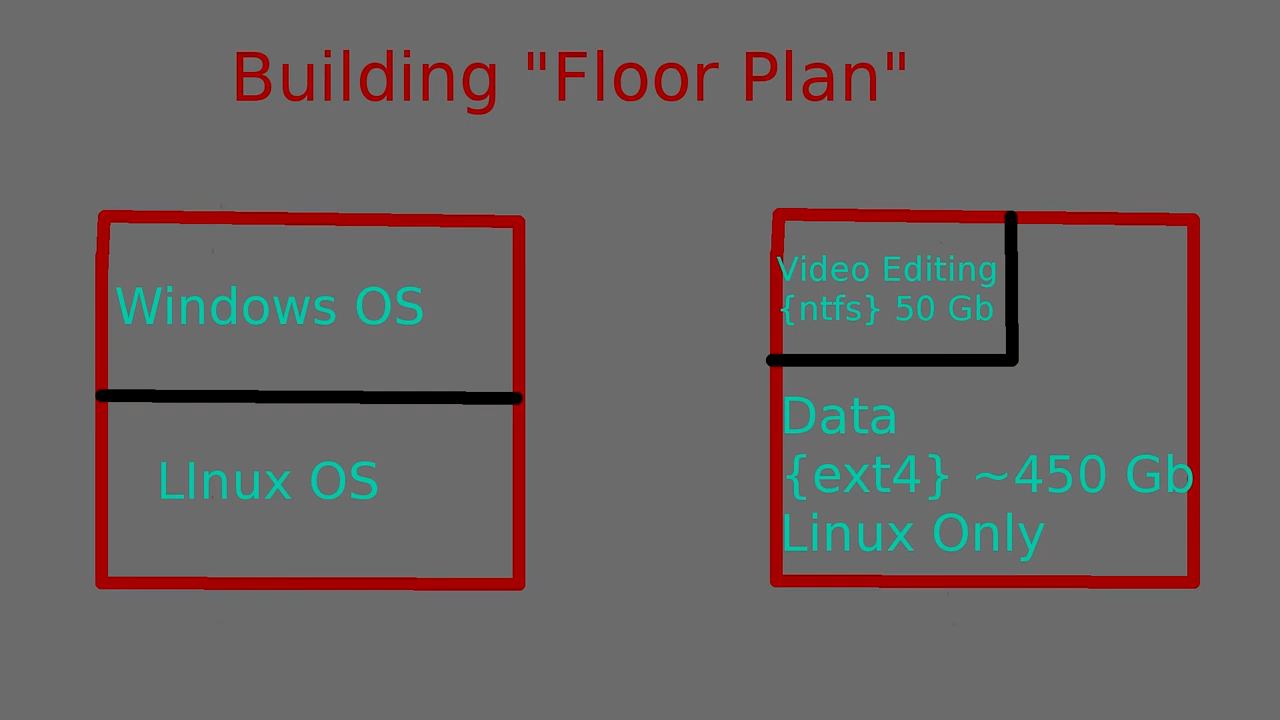 Building "Floor Plan"
Windows OS
LInux OS
Video Editing
{ntfs} 50 Gb
Data
{ext4} ~450 Gb
Linux Only